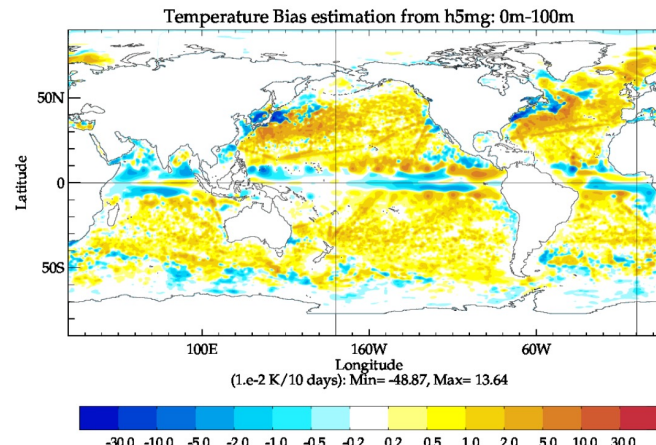 Temperature Bias estimation from h5mg: 0m-100m
50N
0
50S
Latitude
100E 160W 60W
Longitude
(1.e-2 K/10 days): Min= -48.87, Max= 13.64
-30.0 -10.0 -5.0 -2.0 -1.0 -0.5 -0.2 0.2 0.5 1.0 2.0 5.0 10.0 30.0